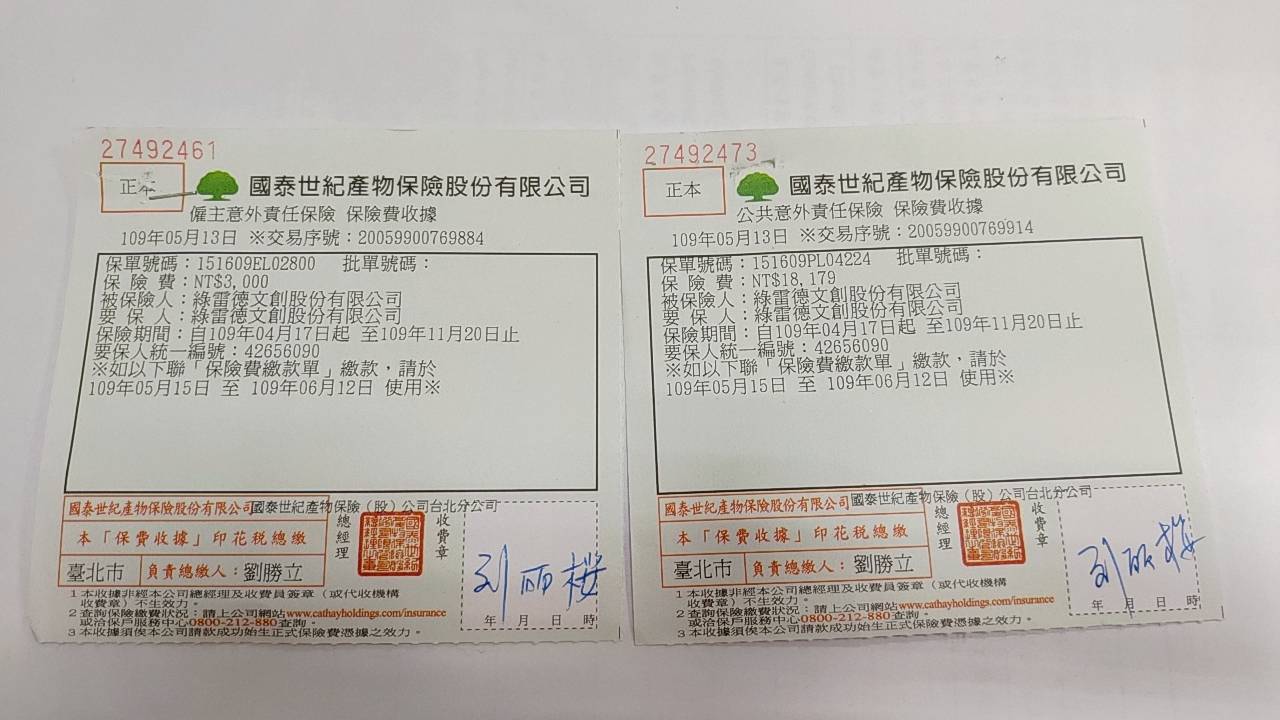 27492461
正本
國泰世紀產物保險股份有限公司
僱主意外責任保險 保險費收據
109年05月13日 ※交易序號：20059900769884
保單號碼：151609EL02800 批單號碼：
保 險 費：NT$3,000
被保險人：綠雷德文創股份有限公司
要 保 人：綠雷德文創股份有限公司
保險期間：自109年04月17日起 至109年11月20日止
要保人統一編號：42656090
※如以下聯「保險費繳款單」繳款，請於
109年05月15日 至 109年06月12日 使用※
國泰世紀產物保險股份有限公司
國泰世紀產物保險（股）公司台北分公司
本「保費收據」印花稅總繳
臺北市 負責總繳人：劉勝立
總經理
收費章
年 月 日 時
1 本收據非經本公司總經理及收費員簽章（或代收機構
收費章）不生效力。
2 查詢保險繳費狀況：請上公司網站www.cathayholdings.com/insurance
或洽保戶服務中心0800-212-880查詢。
3 本收據須俟本公司請款成功始生正式保險費憑據之效力。
27492473
正本
國泰世紀產物保險股份有限公司
公共意外責任保險 保險費收據
109年05月13日 ※交易序號：20059900769914
保單號碼：151609PL04224 批單號碼：
保 險 費：NT$18,179
被保險人：綠雷德文創股份有限公司
要 保 人：綠雷德文創股份有限公司
保險期間：自109年04月17日起 至109年11月20日止
要保人統一編號：42656090
※如以下聯「保險費繳款單」繳款，請於
109年05月15日 至 109年06月12日 使用※
國泰世紀產物保險股份有限公司
國泰世紀產物保險（股）公司台北分公司
本「保費收據」印花稅總繳
臺北市 負責總繳人：劉勝立
總經理
收費章
年 月 日 時
1 本收據非經本公司總經理及收費員簽章（或代收機構
收費章）不生效力。
2 查詢保險繳費狀況：請上公司網站www.cathayholdings.com/insurance
或洽保戶服務中心0800-212-880查詢。
3 本收據須俟本公司請款成功始生正式保險費憑據之效力。